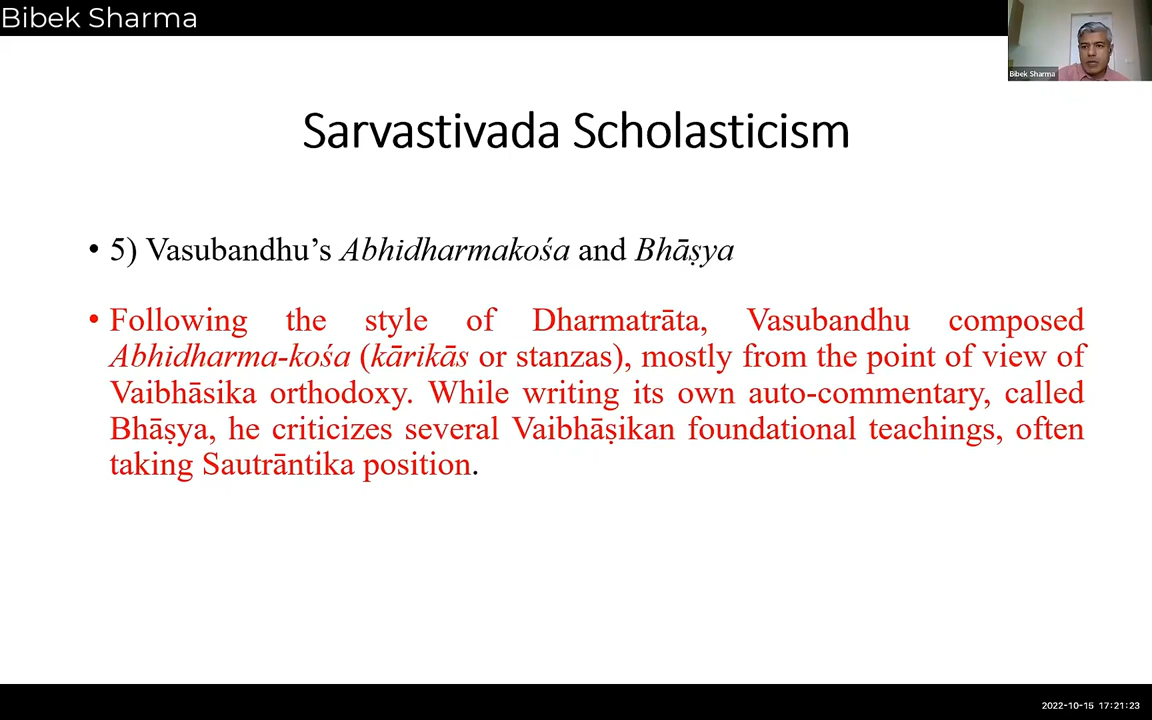 Bibek Sharma
Bibek Sharma
Sarvastivada Scholasticism
• 5) Vasubandhu’s Abhidharmakośa and Bhāṣya
• Following the style of Dharmatrāta, Vasubandhu composed
Abhidharma-kośa (kārikās or stanzas), mostly from the point of view of
Vaibhāsika orthodoxy. While writing its own auto-commentary, called
Bhāṣya, he criticizes several Vaibhāṣikan foundational teachings, often
taking Sautrāntika position.
2022-10-15 17:21:23